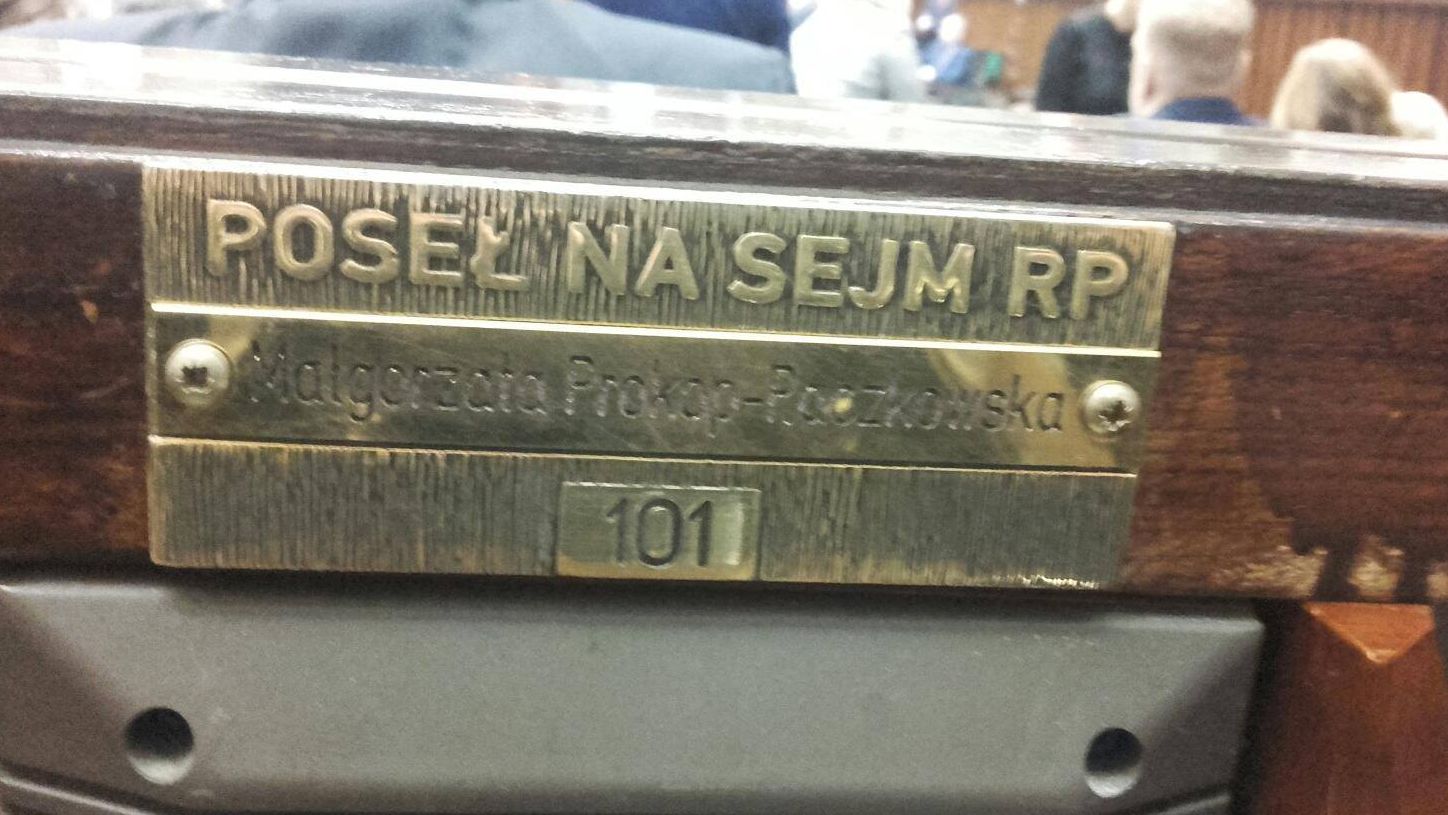 POSEŁ NA SEJM RP
Małgorzata Prokop-Paczkowska
101